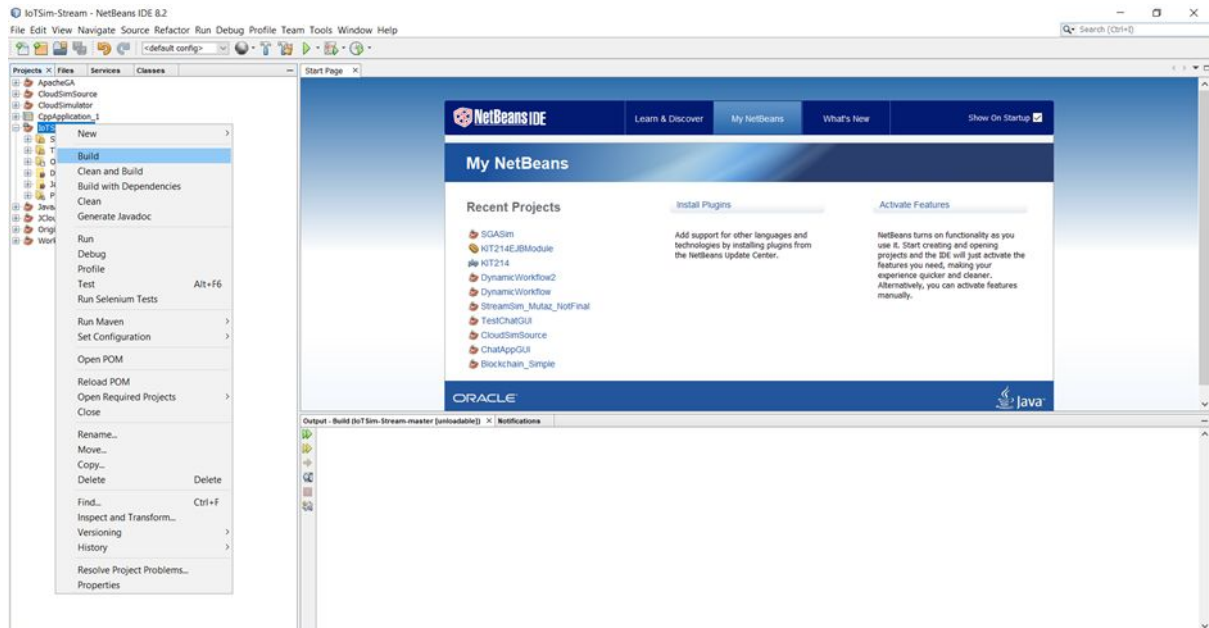 IoTSim-Stream - NetBeans IDE 8.2
File Edit View Navigate Source Refactor Run Debug Profile Team Tools Window Help
Search (Ctrl+I)
<default config>
Projects Files Services Classes
Start Page
ApacheGA
CloudSimSource
CloudSimulator
CppApplication_1
IoTS
S
T
O
D
Ja
P
Java
JClou
Origi
Work
New
Build
Clean and Build
Build with Dependencies
Clean
Generate Javadoc
Run
Debug
Profile
Test Alt+F6
Run Selenium Tests
Run Maven
Set Configuration
Open POM
Reload POM
Open Required Projects
Close
Rename...
Move...
Copy...
Delete Delete
Find... Ctrl+F
Inspect and Transform...
Versioning
History
Resolve Project Problems...
Properties
NetBeans IDE
Learn & Discover
My NetBeans
What's New
Show On Startup
My NetBeans
Recent Projects
SGASim
KIT214EJBModule
KIT214
DynamicWorkflow2
DynamicWorkflow
StreamSim_Mutaz_NotFinal
TestChatGUI
CloudSimSource
ChatAppGUI
Blockchain_Simple
Install Plugins
Add support for other languages and
technologies by installing plugins from
the NetBeans Update Center.
Activate Features
NetBeans turns on functionality as you
use it. Start creating and opening
projects and the IDE will just activate the
features you need, making your
experience quicker and cleaner.
Alternatively, you can activate features
manually.
ORACLE
Java
Output - Build (IoTSim-Stream-master [unloadable]) Notifications